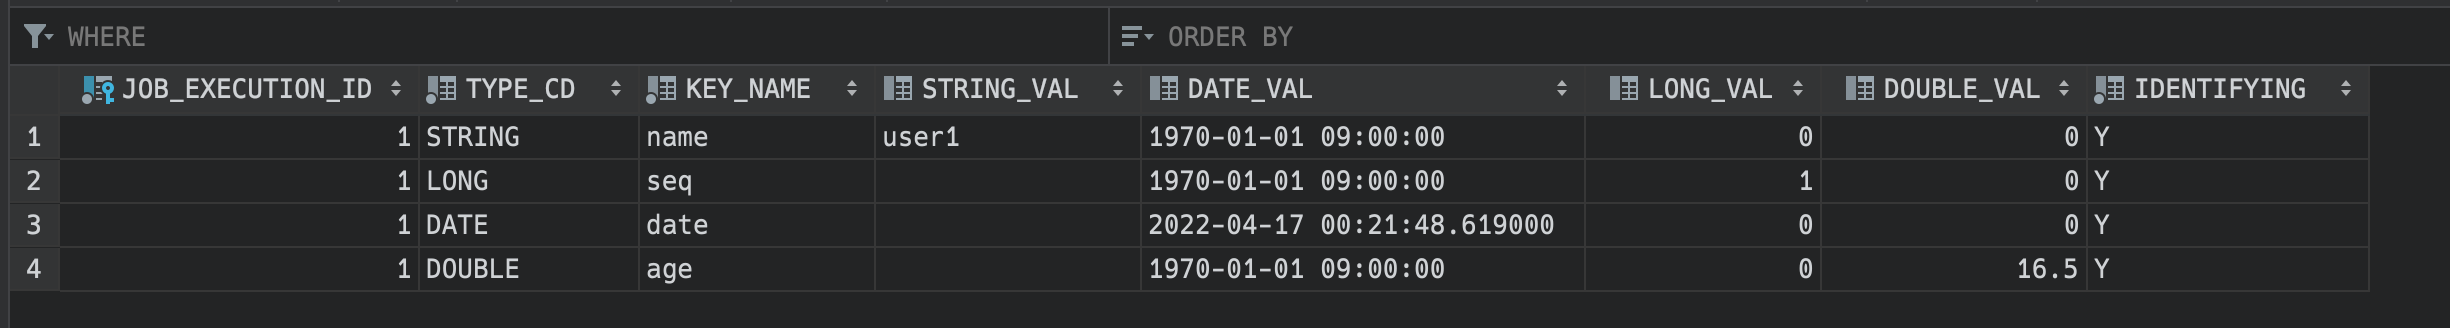 WHERE ORDER BY
JOB_EXECUTION_ID TYPE_CD KEY_NAME STRING_VAL DATE_VAL LONG_VAL DOUBLE_VAL IDENTIFYING
1 1 STRING name user1 1970-01-01 09:00:00 0 0 Y
2 1 LONG seq 1970-01-01 09:00:00 1 0 Y
3 1 DATE date 2022-04-17 00:21:48.619000 0 0 Y
4 1 DOUBLE age 1970-01-01 09:00:00 0 16.5 Y